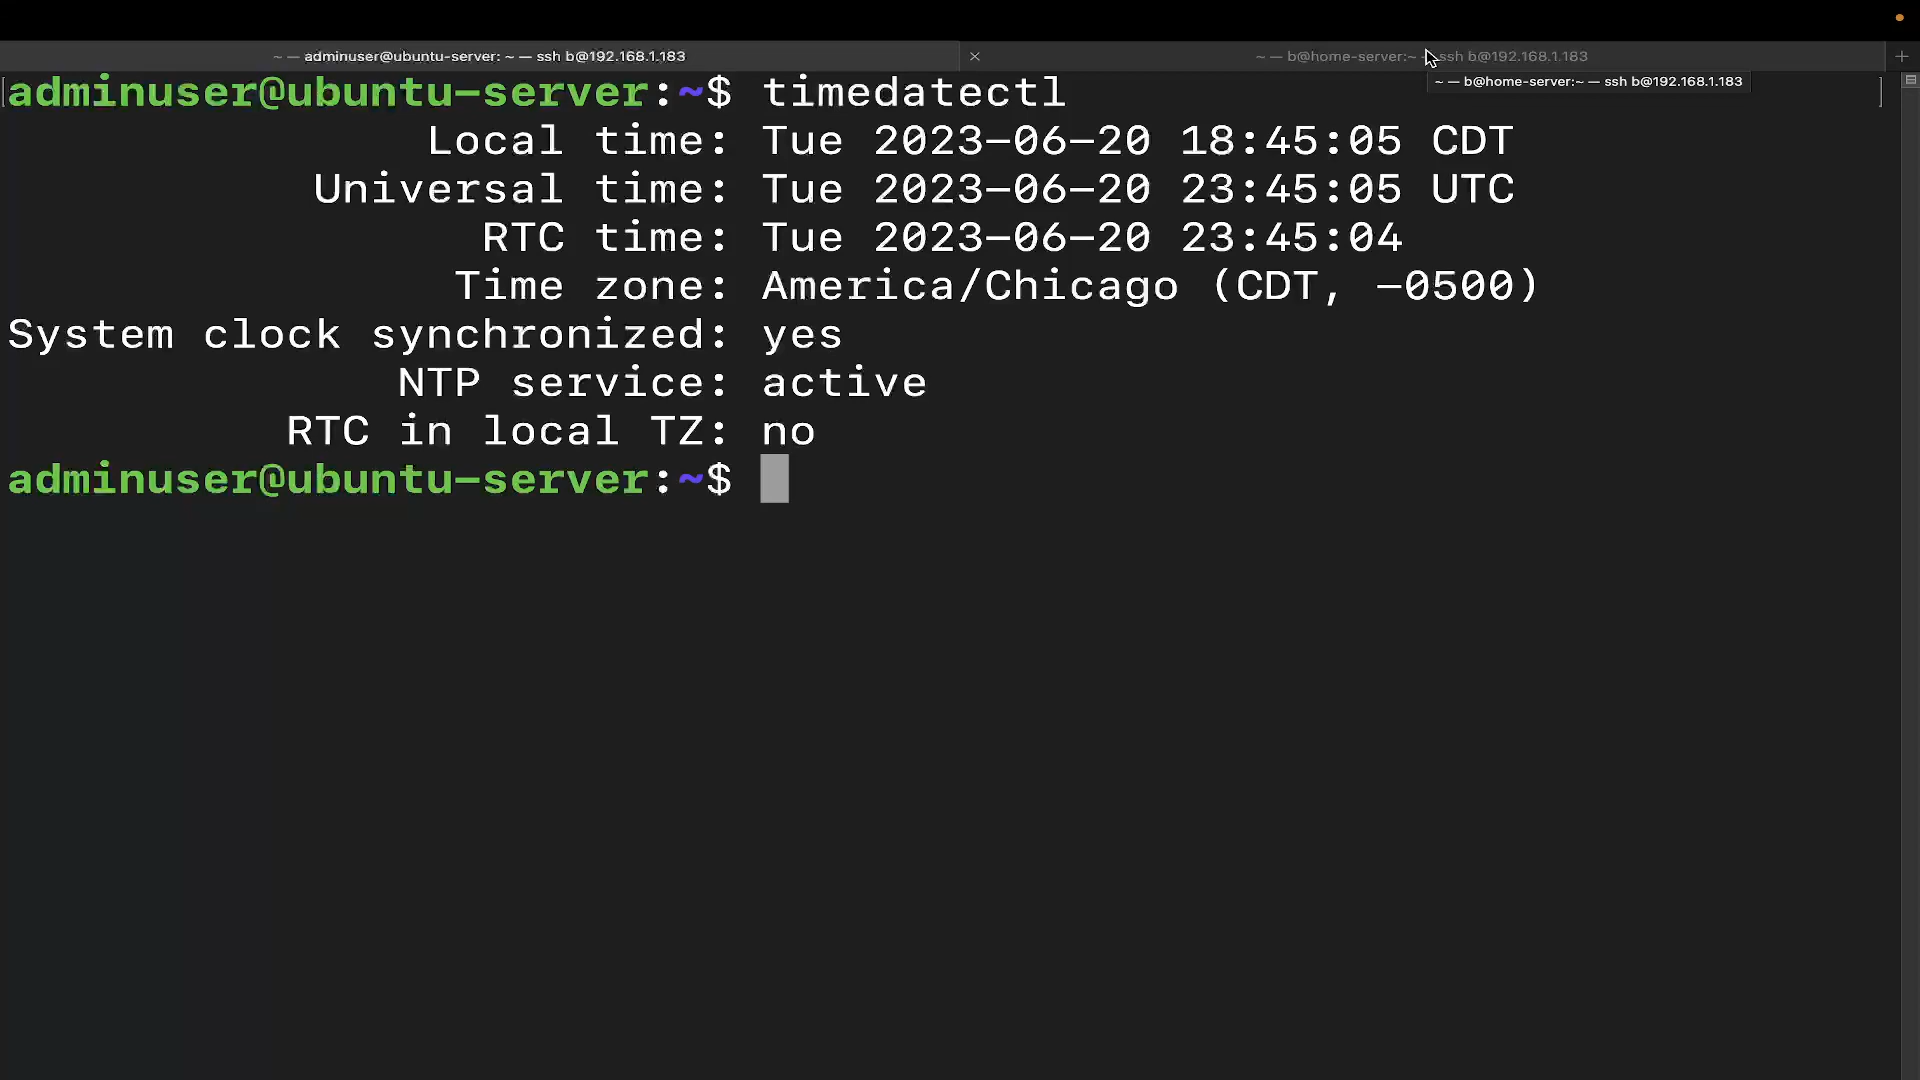 ~ — adminuser@ubuntu-server: ~ — ssh b@192.168.1.183
~ — b@home-server:~ — ssh b@192.168.1.183
~ — b@home-server:~ — ssh b@192.168.1.183
[adminuser@ubuntu-server:~$ timedatectl ]
Local time: Tue 2023-06-20 18:45:05 CDT
Universal time: Tue 2023-06-20 23:45:05 UTC
RTC time: Tue 2023-06-20 23:45:04
Time zone: America/Chicago (CDT, -0500)
System clock synchronized: yes
NTP service: active
RTC in local TZ: no
adminuser@ubuntu-server:~$